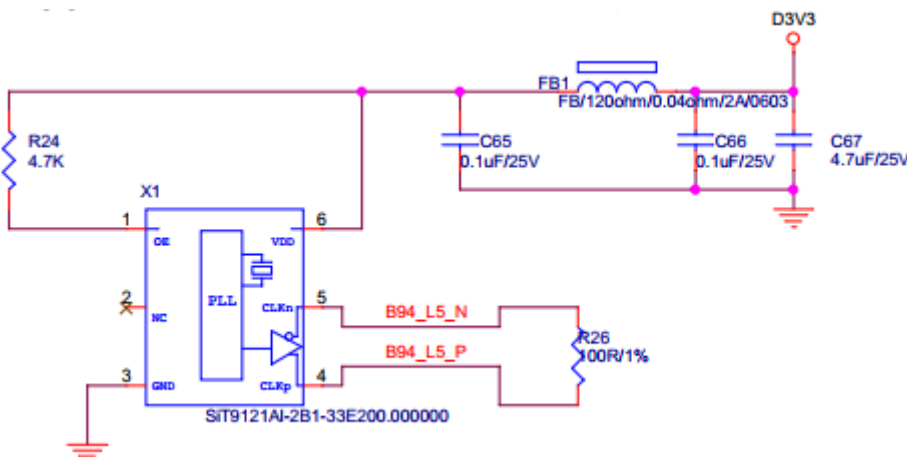 D3V3
FB1
FB/120ohm/0.04ohm/2A/0603
R24
4.7K
C65
0.1uF/25V
C66
0.1uF/25V
C67
4.7uF/25V
X1
1
OE
6
VDD
2
NC
PLL
5
CLKn
B94_L5_N
3
GND
4
CLKp
B94_L5_P
R26
100R/1%
SiT9121AI-2B1-33E200.000000